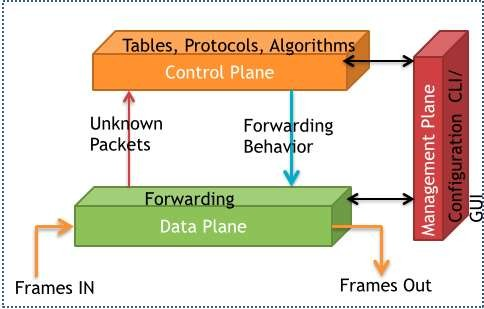 Tables, Protocols, Algorithms
Control Plane
Unknown
Packets
Forwarding
Behavior
Management Plane
Configuration CLI/
GUI
Forwarding
Data Plane
Frames IN
Frames Out